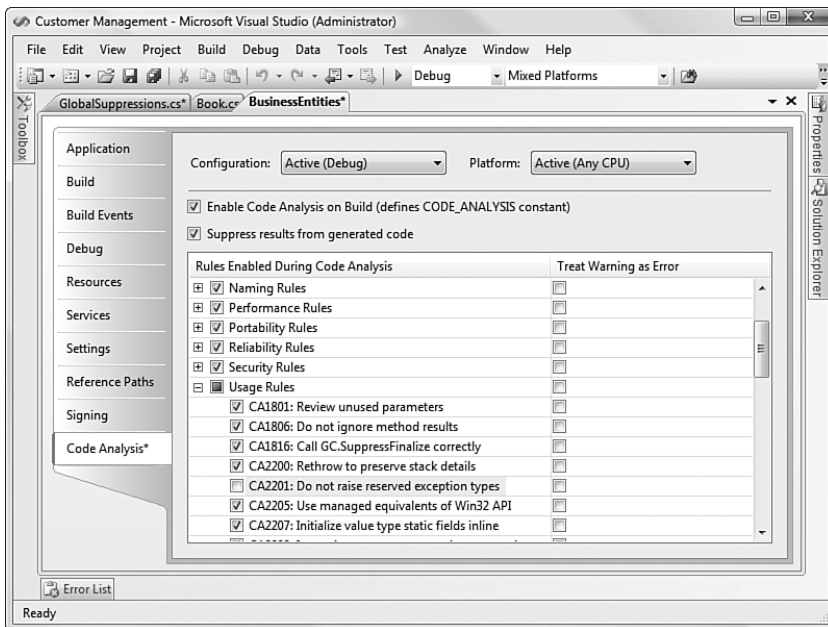 Customer Management - Microsoft Visual Studio (Administrator)
File Edit View Project Build Debug Data Tools Test Analyze Window Help
Debug Mixed Platforms
Toolbox
GlobalSuppressions.cs* Book.cs BusinessEntities*
Properties
Solution Explorer
Application
Build
Build Events
Debug
Resources
Services
Settings
Reference Paths
Signing
Code Analysis*
Configuration: Active (Debug) Platform: Active (Any CPU)
Enable Code Analysis on Build (defines CODE_ANALYSIS constant)
Suppress results from generated code
Rules Enabled During Code Analysis Treat Warning as Error
Naming Rules
Performance Rules
Portability Rules
Reliability Rules
Security Rules
Usage Rules
CA1801: Review unused parameters
CA1806: Do not ignore method results
CA1816: Call GC.SuppressFinalize correctly
CA2200: Rethrow to preserve stack details
CA2201: Do not raise reserved exception types
CA2205: Use managed equivalents of Win32 API
CA2207: Initialize value type static fields inline
Error List
Ready